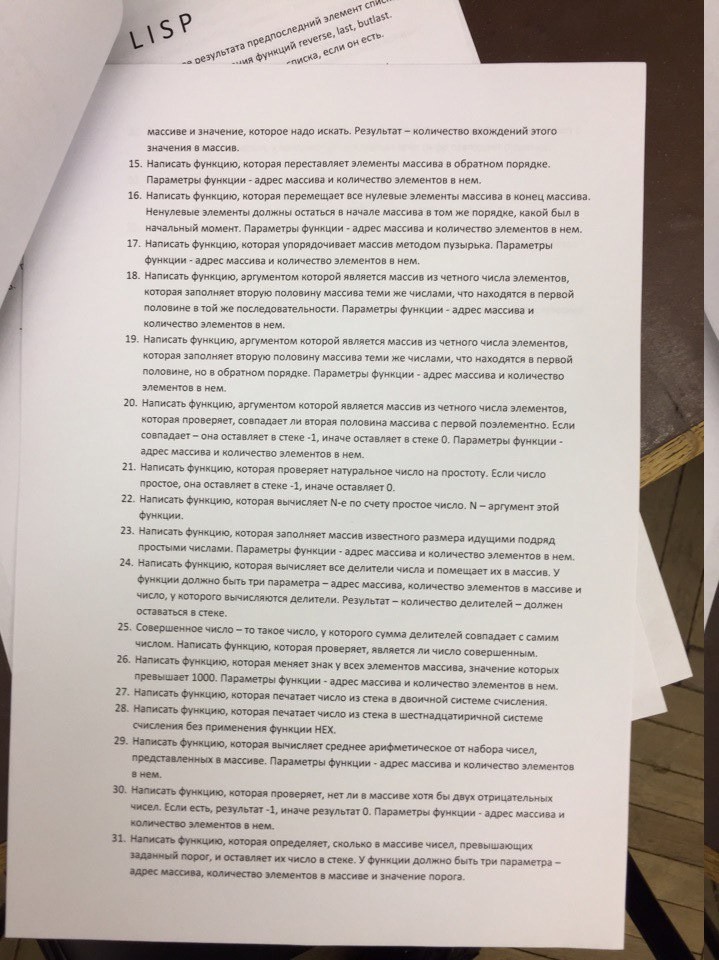 LISP
результата предпоследний элемент
функций reverse, last, butlast.
списка, если он есть.
массиве и значение, которое надо искать. Результат – количество вхождений этого
значения в массив.
15. Написать функцию, которая переставляет элементы массива в обратном порядке.
Параметры функции - адрес массива и количество элементов в нем.
16. Написать функцию, которая перемещает все нулевые элементы массива в конец массива.
Ненулевые элементы должны остаться в начале массива в том же порядке, какой был в
начальный момент. Параметры функции - адрес массива и количество элементов в нем.
17. Написать функцию, которая упорядочивает массив методом пузырька. Параметры
функции - адрес массива и количество элементов в нем.
18. Написать функцию, аргументом которой является массив из четного числа элементов,
которая заполняет вторую половину массива теми же числами, что находятся в первой
половине в той же последовательности. Параметры функции - адрес массива и
количество элементов в нем.
19. Написать функцию, аргументом которой является массив из четного числа элементов,
которая заполняет вторую половину массива теми же числами, что находятся в первой
половине, но в обратном порядке. Параметры функции - адрес массива и количество
элементов в нем.
20. Написать функцию, аргументом которой является массив из четного числа элементов,
которая проверяет, совпадает ли вторая половина массива с первой поэлементно. Если
совпадает – она оставляет в стеке -1, иначе оставляет в стеке 0. Параметры функции -
адрес массива и количество элементов в нем.
21. Написать функцию, которая проверяет натуральное число на простоту. Если число
простое, она оставляет в стеке -1, иначе оставляет 0.
22. Написать функцию, которая вычисляет N-е по счету простое число. N – аргумент этой
функции.
23. Написать функцию, которая заполняет массив известного размера идущими подряд
простыми числами. Параметры функции - адрес массива и количество элементов в нем.
24. Написать функцию, которая вычисляет все делители числа и помещает их в массив. У
функции должно быть три параметра – адрес массива, количество элементов в массиве и
число, у которого вычисляются делители. Результат – количество делителей – должен
оставаться в стеке.
25. Совершенное число – то такое число, у которого сумма делителей совпадает с самим
числом. Написать функцию, которая проверяет, является ли число совершенным.
26. Написать функцию, которая меняет знак у всех элементов массива, значение которых
превышает 1000. Параметры функции - адрес массива и количество элементов в нем.
27. Написать функцию, которая печатает число из стека в двоичной системе счисления.
28. Написать функцию, которая печатает число из стека в шестнадцатиричной системе
счисления без применения функции HEX.
29. Написать функцию, которая вычисляет среднее арифметическое от набора чисел,
представленных в массиве. Параметры функции - адрес массива и количество элементов
в нем.
30. Написать функцию, которая проверяет, нет ли в массиве хотя бы двух отрицательных
чисел. Если есть, результат -1, иначе результат 0. Параметры функции - адрес массива и
количество элементов в нем.
31. Написать функцию, которая определяет, сколько в массиве чисел, превышающих
заданный порог, и оставляет их число в стеке. У функции должно быть три параметра –
адрес массива, количество элементов в массиве и значение порога.